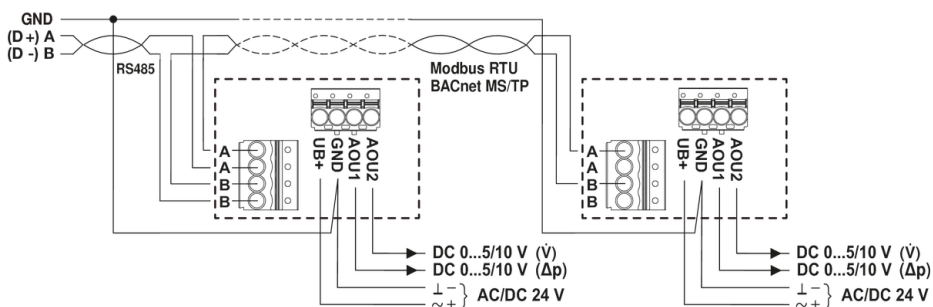 GND
(D+) A
(D -) B
RS485
Modbus RTU
BACnet MS/TP
A
A
B
B
UB+
GND
AOU1
AOU2
A
A
B
B
UB+
GND
AOU1
AOU2
DC 0...5/10 V (V̇)
DC 0...5/10 V (Δp)
⊥ −
~ +
} AC/DC 24 V
DC 0...5/10 V (V̇)
DC 0...5/10 V (Δp)
⊥ −
~ +
} AC/DC 24 V